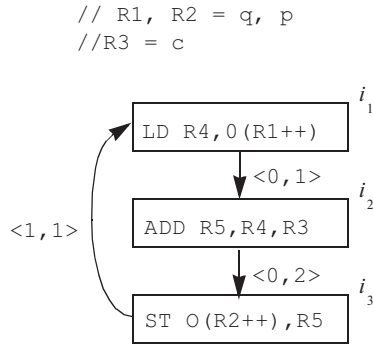 // R1, R2 = q, p
//R3 = c
i1
LD R4,0(R1++)
<0,1>
i2
<1,1>
ADD R5,R4,R3
<0,2>
i3
ST O(R2++),R5